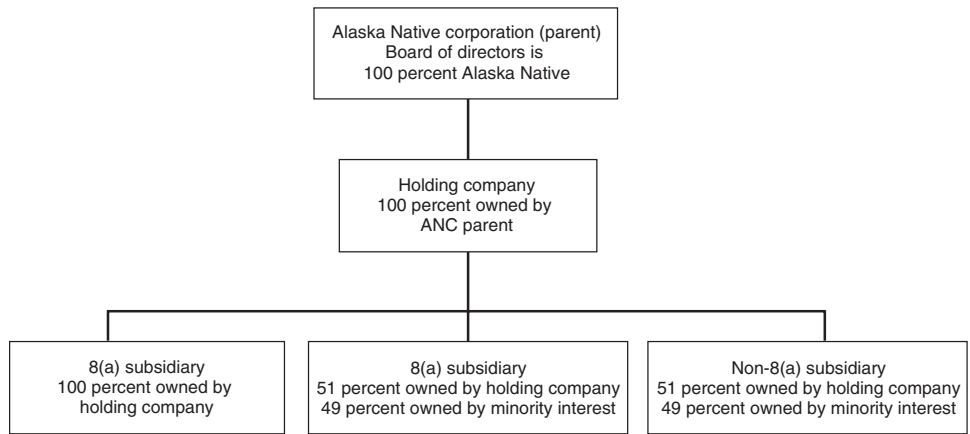 Alaska Native corporation (parent)
Board of directors is
100 percent Alaska Native
Holding company
100 percent owned by
ANC parent
8(a) subsidiary
100 percent owned by
holding company
8(a) subsidiary
51 percent owned by holding company
49 percent owned by minority interest
Non-8(a) subsidiary
51 percent owned by holding company
49 percent owned by minority interest